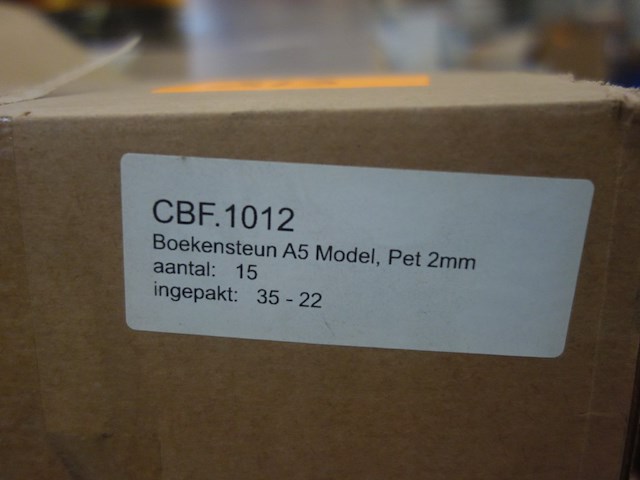 CBF.1012
Boekensteun A5 Model, Pet 2mm
aantal: 15
ingepakt: 35 - 22